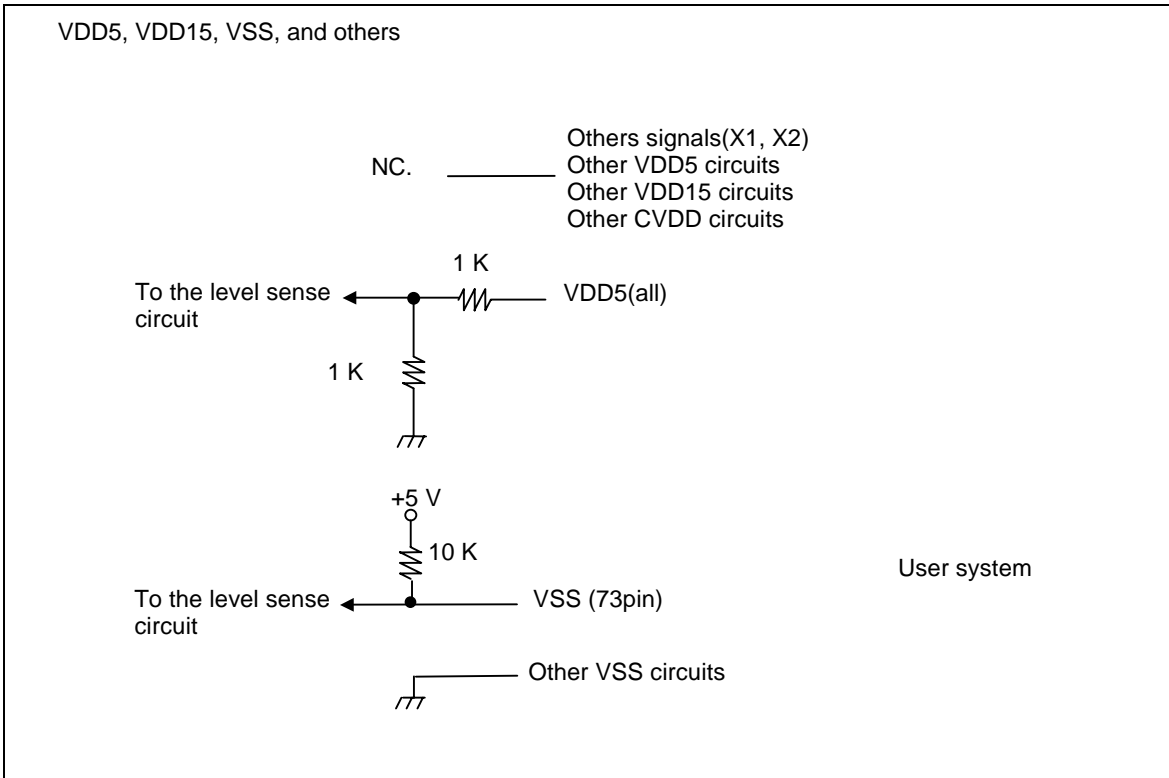 VDD5, VDD15, VSS, and others
Others signals(X1, X2)
NC.
Other VDD5 circuits
Other VDD15 circuits
Other CVDD circuits
1 K
To the level sense
circuit
VDD5(all)
1 K
+5 V
10 K
User system
To the level sense
circuit
VSS (73pin)
Other VSS circuits